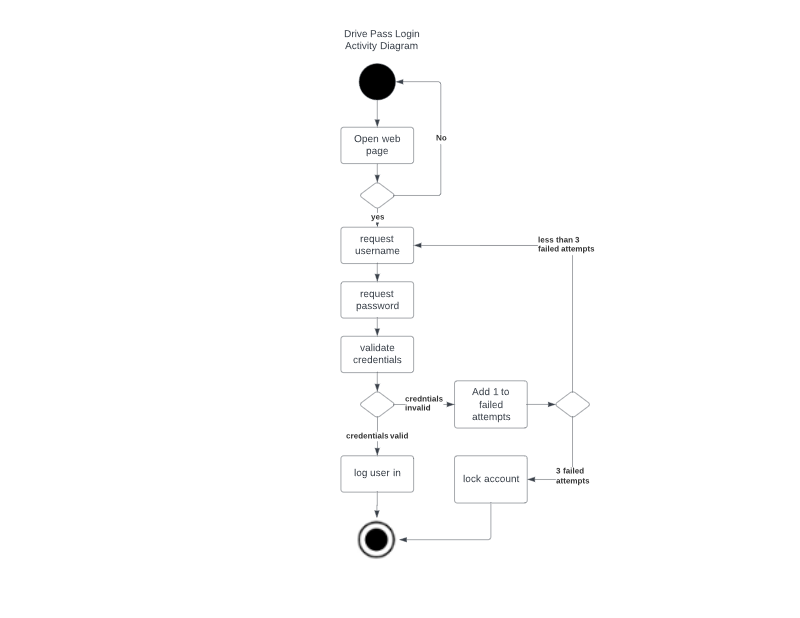 Drive Pass Login
Activity Diagram
Open web
page
No
yes
request
username
less than 3
failed attempts
request
password
validate
credentials
credntials
invalid
Add 1 to
failed
attempts
credentials valid
log user in
lock account
3 failed
attempts